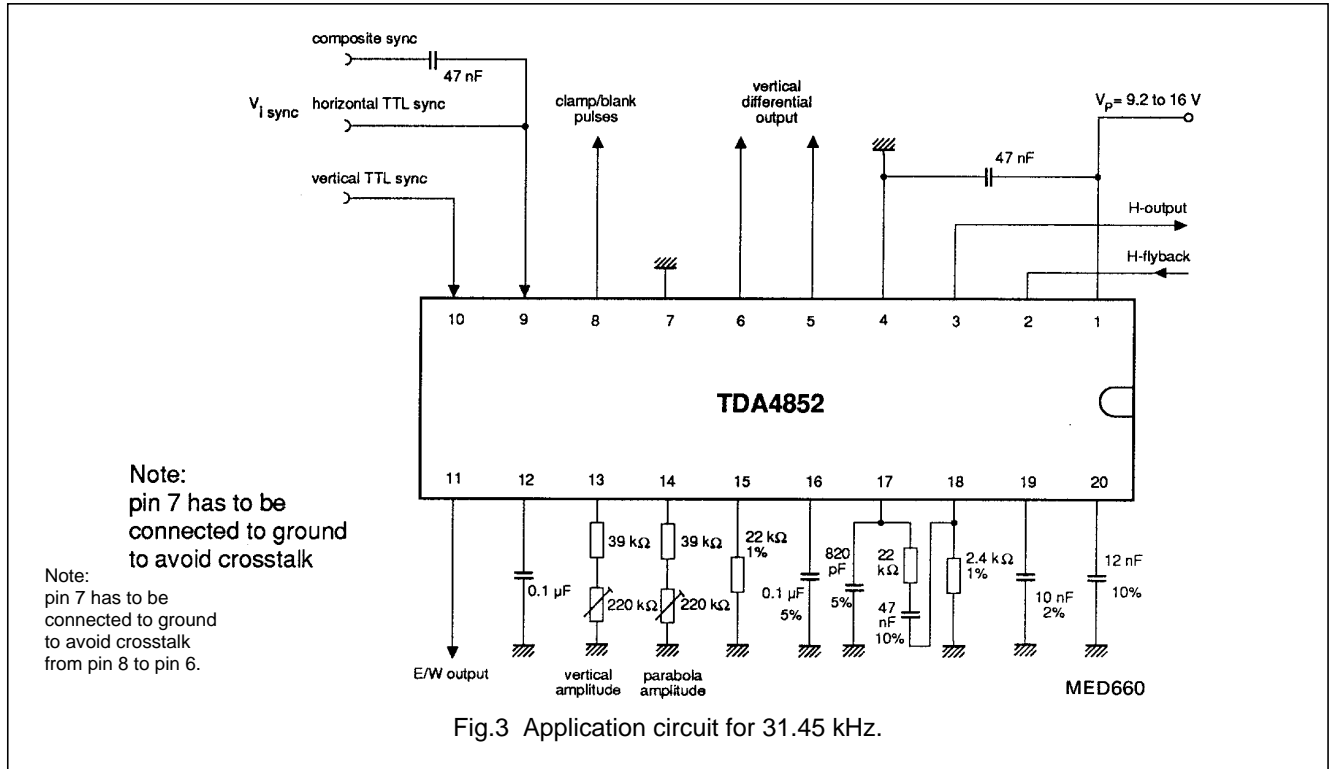 composite sync
47 nF
V i sync
horizontal TTL sync
vertical TTL sync
clamp/blank
pulses
vertical
differential
output
47 nF
VP = 9.2 to 16 V
H-output
H-flyback
10 9 8 7 6 5 4 3 2 1
TDA4852
11 12 13 14 15 16 17 18 19 20
Note:
pin 7 has to be
connected to ground
to avoid crosstalk
Note:
pin 7 has to be
connected to ground
to avoid crosstalk
from pin 8 to pin 6.
E/W output
0.1 µF
39 kΩ
220 kΩ
vertical
amplitude
39 kΩ
220 kΩ
parabola
amplitude
22 kΩ
1%
0.1 µF
5%
820
pF
5%
22
kΩ
47
nF
10%
2.4 kΩ
1%
10 nF
2%
12 nF
10%
MED660
Fig.3 Application circuit for 31.45 kHz.